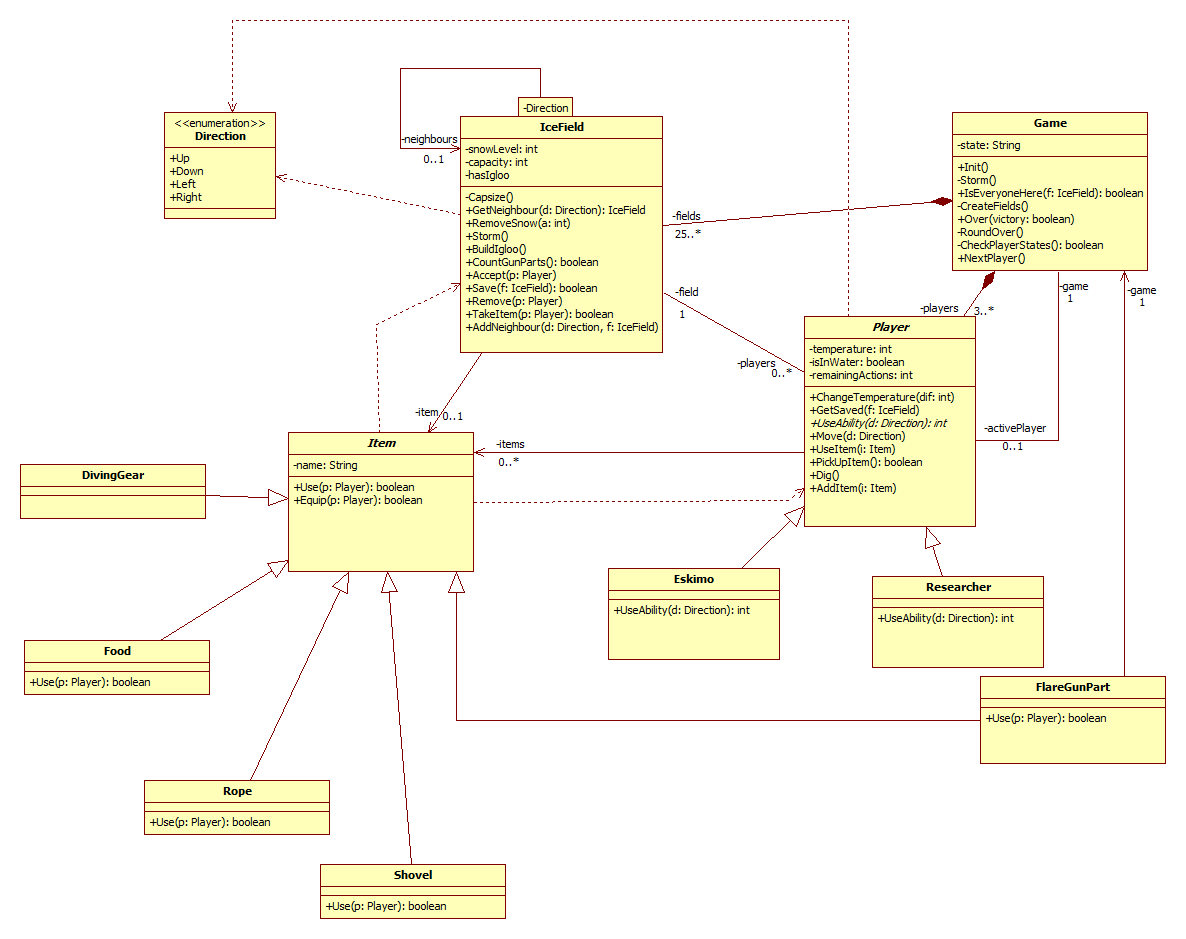 <<enumeration>>
Direction
+Up
+Down
+Left
+Right
-Direction
-neighbours
0..1
IceField
-snowLevel: int
-capacity: int
-hasIgloo
-Capsize()
+GetNeighbour(d: Direction): IceField
+RemoveSnow(a: int)
+Storm()
+BuildIgloo()
+CountGunParts(): boolean
+Accept(p: Player)
+Save(f: IceField): boolean
+Remove(p: Player)
+TakeItem(p: Player): boolean
+AddNeighbour(d: Direction, f: IceField)
Game
-state: String
+Init()
-Storm()
+IsEveryoneHere(f: IceField): boolean
-CreateFields()
+Over(victory: boolean)
-RoundOver()
-CheckPlayerStates(): boolean
+NextPlayer()
-fields
25..*
-field
1
-players
0..*
-players
3..*
-game
1
-game
1
Player
-temperature: int
-isInWater: boolean
-remainingActions: int
+ChangeTemperature(dif: int)
+GetSaved(f: IceField)
+UseAbility(d: Direction): int
+Move(d: Direction)
+UseItem(i: Item)
+PickUpItem(): boolean
+Dig()
+AddItem(i: Item)
-activePlayer
0..1
-item
0..1
-items
0..*
Item
-name: String
+Use(p: Player): boolean
+Equip(p: Player): boolean
DivingGear
Eskimo
+UseAbility(d: Direction): int
Researcher
+UseAbility(d: Direction): int
Food
+Use(p: Player): boolean
FlareGunPart
+Use(p: Player): boolean
Rope
+Use(p: Player): boolean
Shovel
+Use(p: Player): boolean